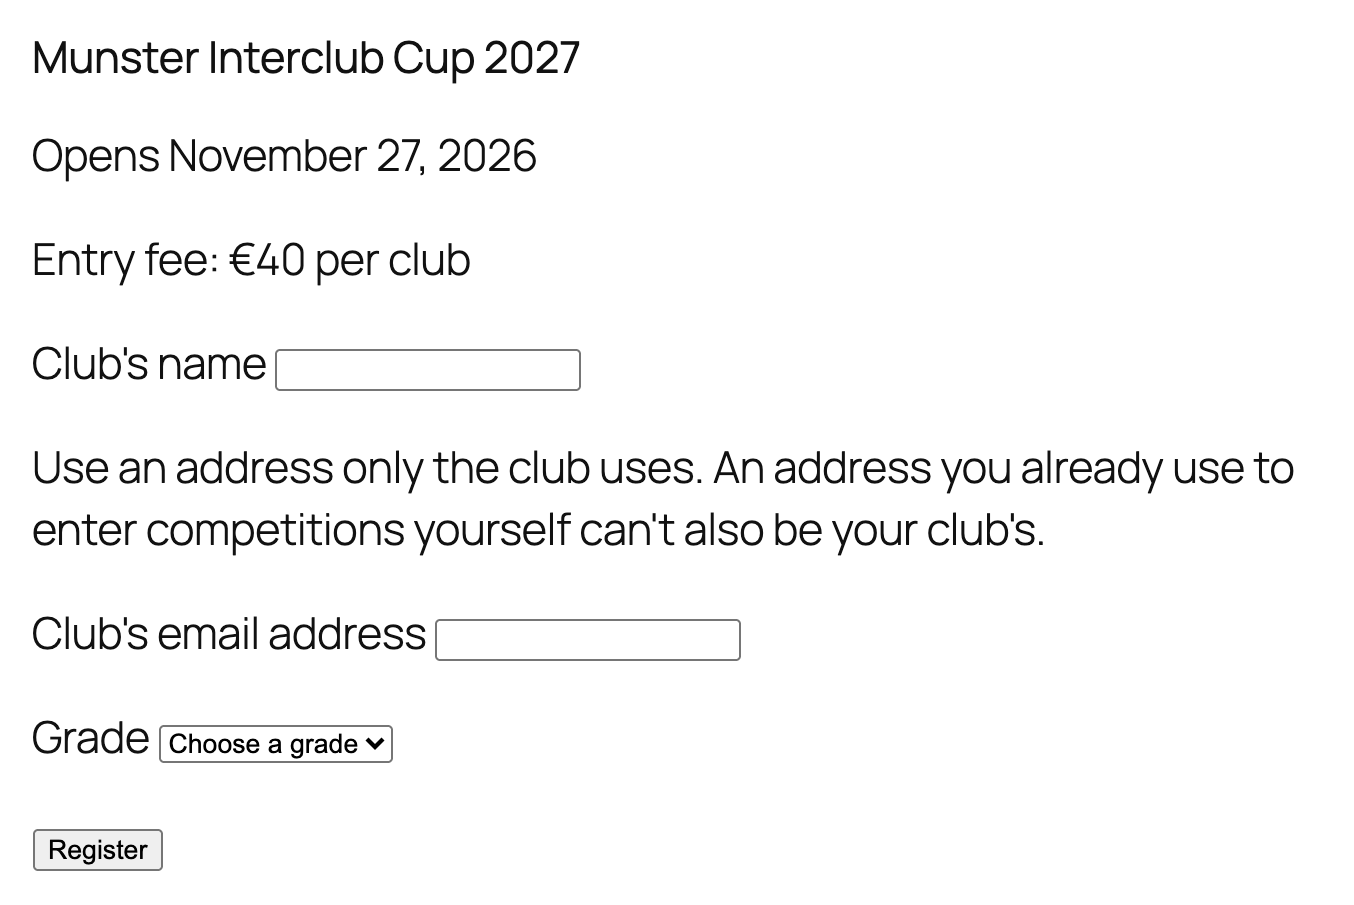 Munster Interclub Cup 2027
Opens November 27, 2026
Entry fee: €40 per club
Club's name
Use an address only the club uses. An address you already use to
enter competitions yourself can't also be your club's.
Club's email address
Grade Choose a grade
Register